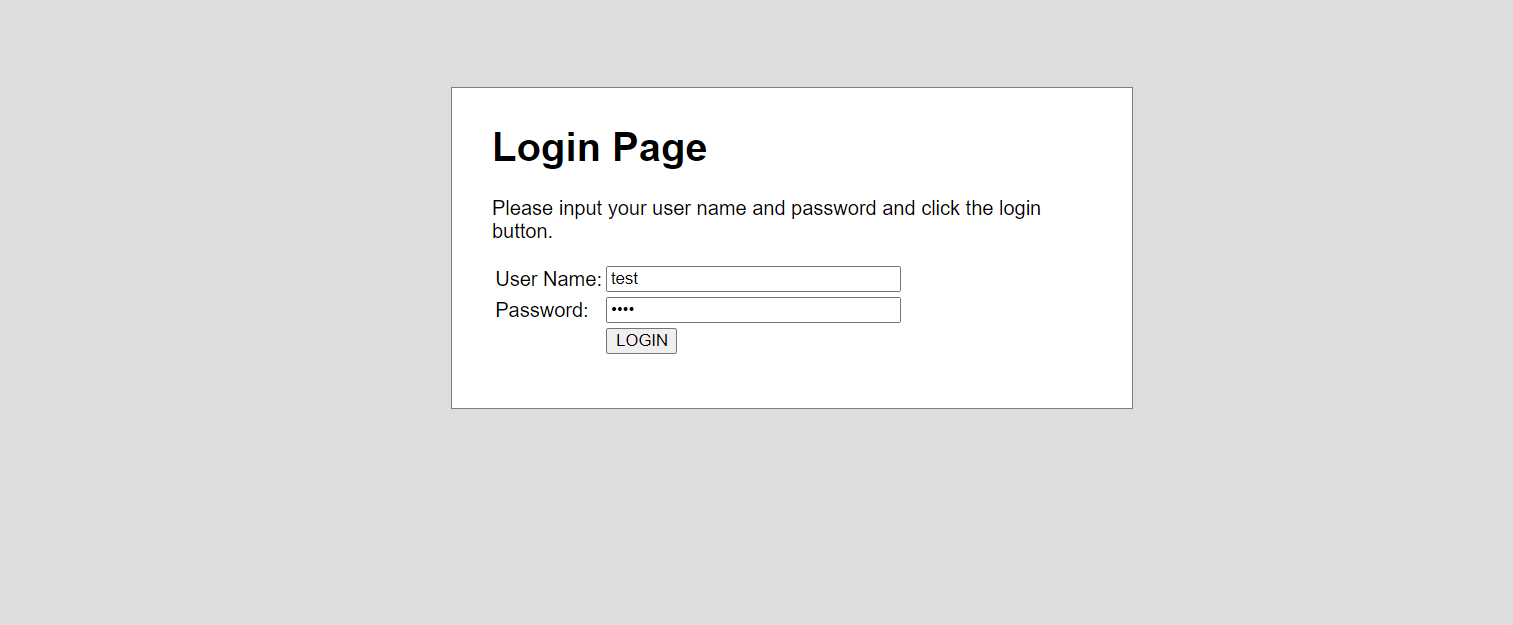 Login Page
Please input your user name and password and click the login
button.
User Name: test
Password: ••••
LOGIN